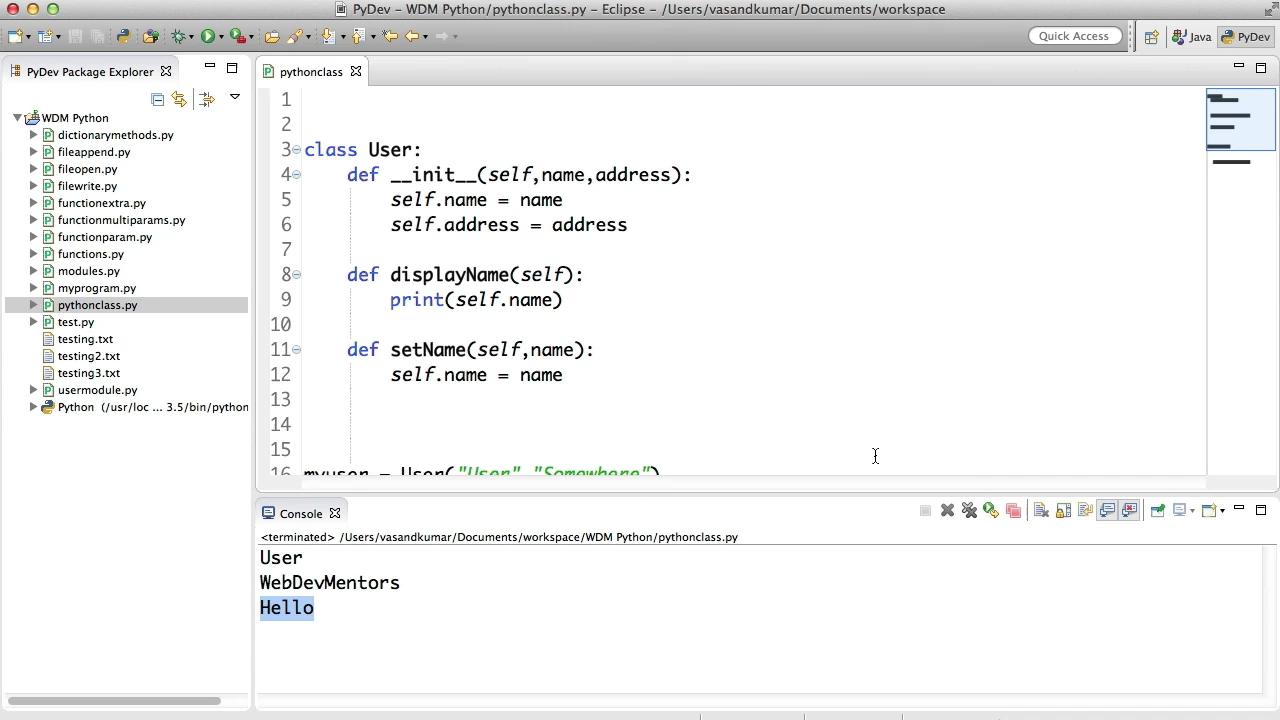 PyDev – WDM Python/pythonclass.py – Eclipse – /Users/vasandkumar/Documents/workspace
Quick Access
Java
PyDev
PyDev Package Explorer
WDM Python
dictionarymethods.py
fileappend.py
fileopen.py
filewrite.py
functionextra.py
functionmultiparams.py
functionparam.py
functions.py
modules.py
myprogram.py
pythonclass.py
test.py
testing.txt
testing2.txt
testing3.txt
usermodule.py
Python (/usr/loc ... 3.5/bin/python
pythonclass
1
2
3 class User:
4 def __init__(self,name,address):
5 self.name = name
6 self.address = address
7
8 def displayName(self):
9 print(self.name)
10
11 def setName(self,name):
12 self.name = name
13
14
15
16 myuser = User("User","Somewhere")
Console
<terminated> /Users/vasandkumar/Documents/workspace/WDM Python/pythonclass.py
User
WebDevMentors
Hello